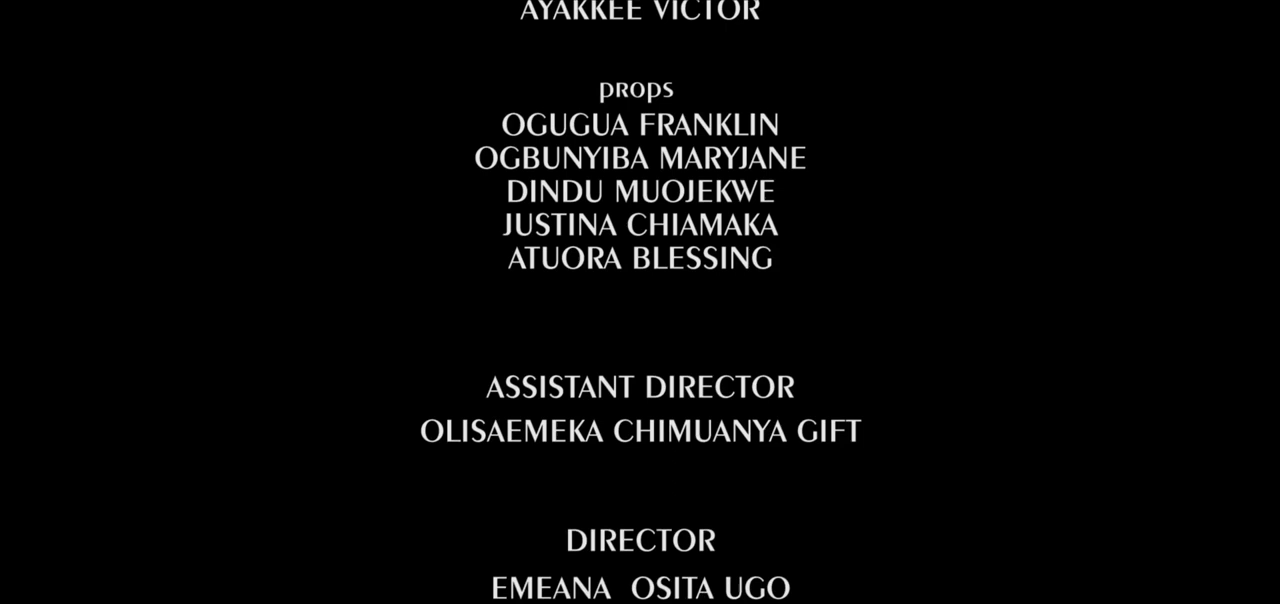 AYAKKEE VICTOR
props
OGUGUA FRANKLIN
OGBUNYIBA MARYJANE
DINDU MUOJEKWE
JUSTINA CHIAMAKA
ATUORA BLESSING
ASSISTANT DIRECTOR
OLISAEMEKA CHIMUANYA GIFT
DIRECTOR
EMEANA  OSITA UGO